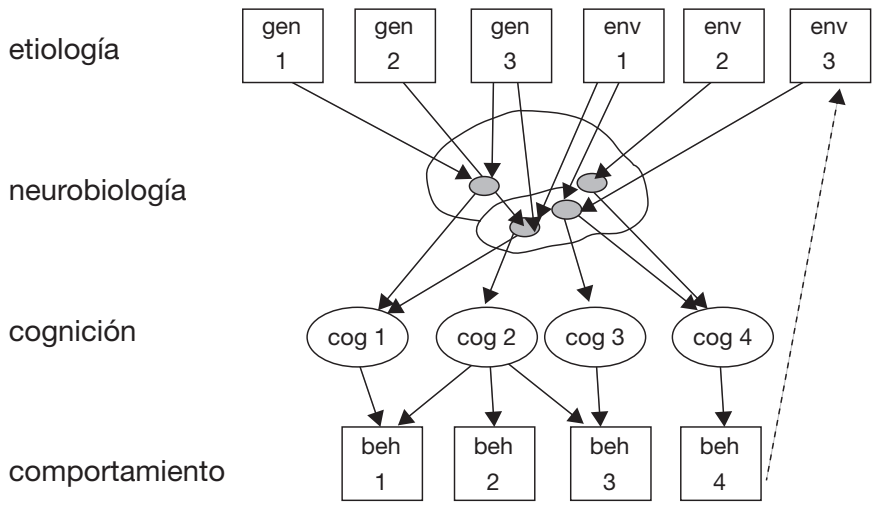 etiología
gen
1
gen
2
gen
3
env
1
env
2
env
3
neurobiología
cognición
cog 1
cog 2
cog 3
cog 4
comportamiento
beh
1
beh
2
beh
3
beh
4